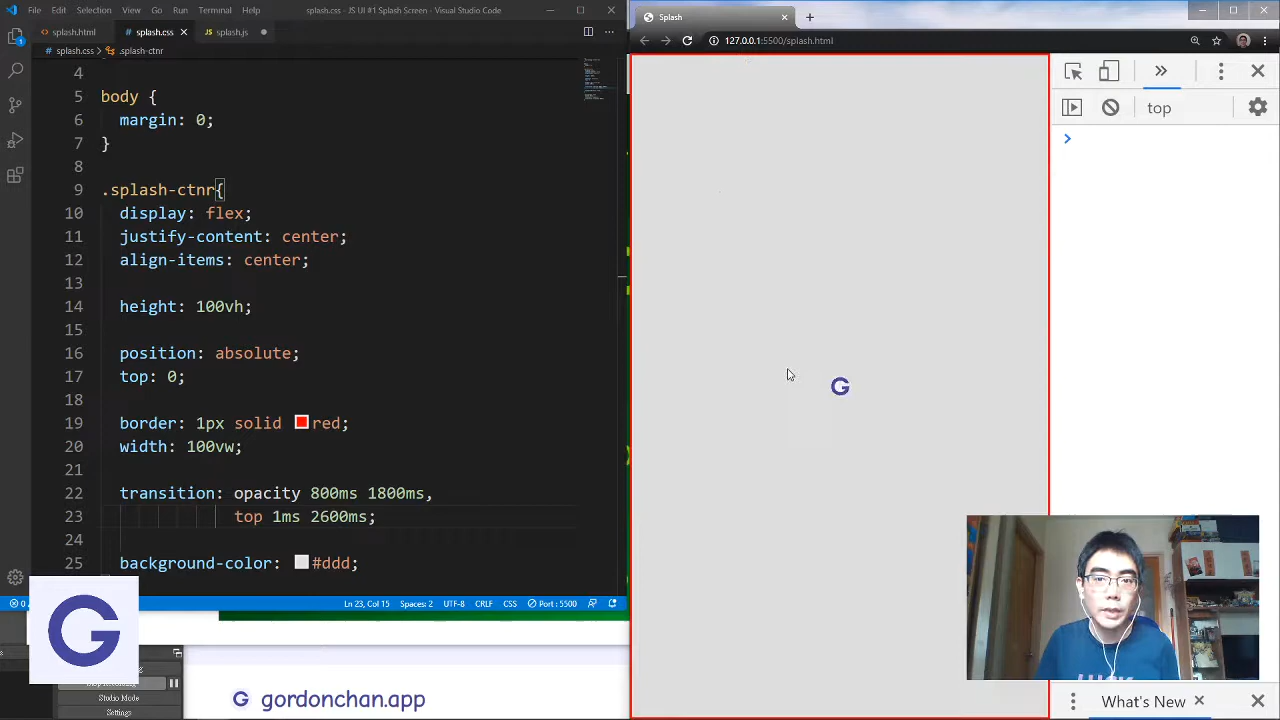 File Edit Selection View Go Run Terminal Help splash.css - JS UI #1 Splash Screen - Visual Studio Code
splash.html splash.css splash.js
splash.css > .splash-ctnr
4
5 body {
6 margin: 0;
7 }
8
9 .splash-ctnr{
10 display: flex;
11 justify-content: center;
12 align-items: center;
13
14 height: 100vh;
15
16 position: absolute;
17 top: 0;
18
19 border: 1px solid red;
20 width: 100vw;
21
22 transition: opacity 800ms 1800ms,
23 top 1ms 2600ms;
24
25 background-color: #ddd;
Ln 23, Col 15 Spaces: 2 UTF-8 CRLF CSS Port : 5500
G
Studio Mode
Settings
G gordonchan.app
Splash
127.0.0.1:5500/splash.html
top
G
What's New